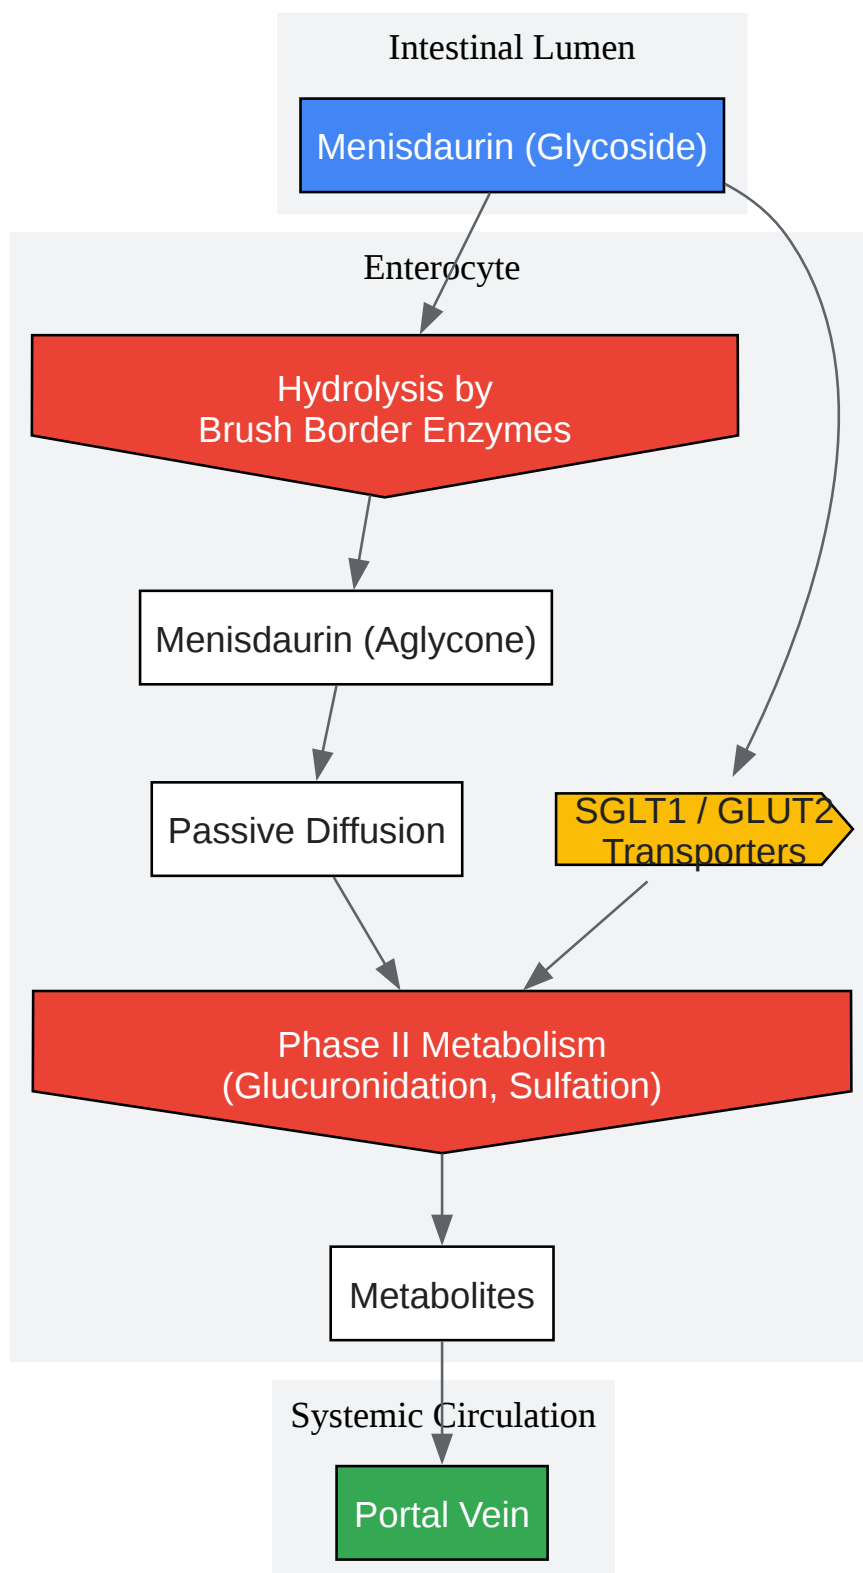 Intestinal Lumen
Menisdaurin (Glycoside)
Enterocyte
Hydrolysis by
Brush Border Enzymes
Menisdaurin (Aglycone)
Passive Diffusion
SGLT1 / GLUT2
Transporters
Phase II Metabolism
(Glucuronidation, Sulfation)
Metabolites
Systemic Circulation
Portal Vein